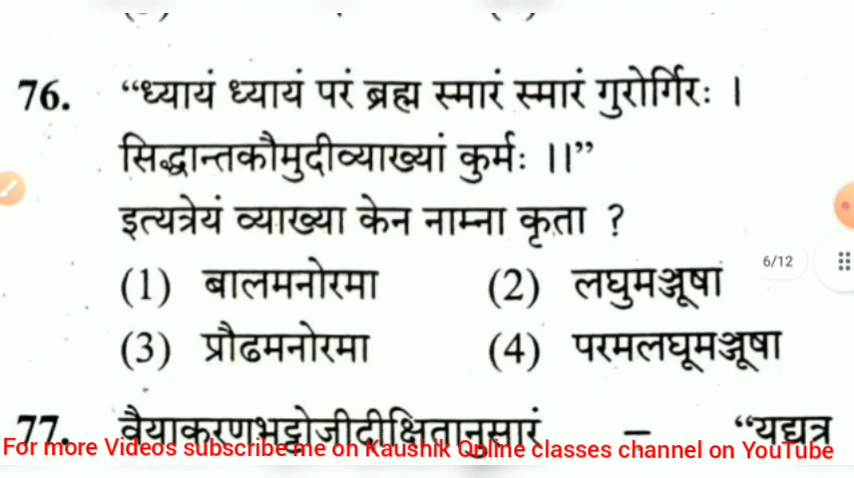 76. “ध्यायं ध्यायं परं ब्रह्म स्मारं स्मारं गुरोर्गिरः ।
सिद्धान्तकौमुदीव्याख्यां कुर्मः ।।”
इत्यत्रेयं व्याख्या केन नाम्ना कृता ?
(1) बालमनोरमा (2) लघुमञ्जूषा
6/12
(3) प्रौढमनोरमा (4) परमलघूमञ्जूषा
77. वैयाकरणभट्टोजीदीक्षितानुसारं – “यद्यत्र
For more Videos subscribe me on Kaushik Online classes channel on YouTube